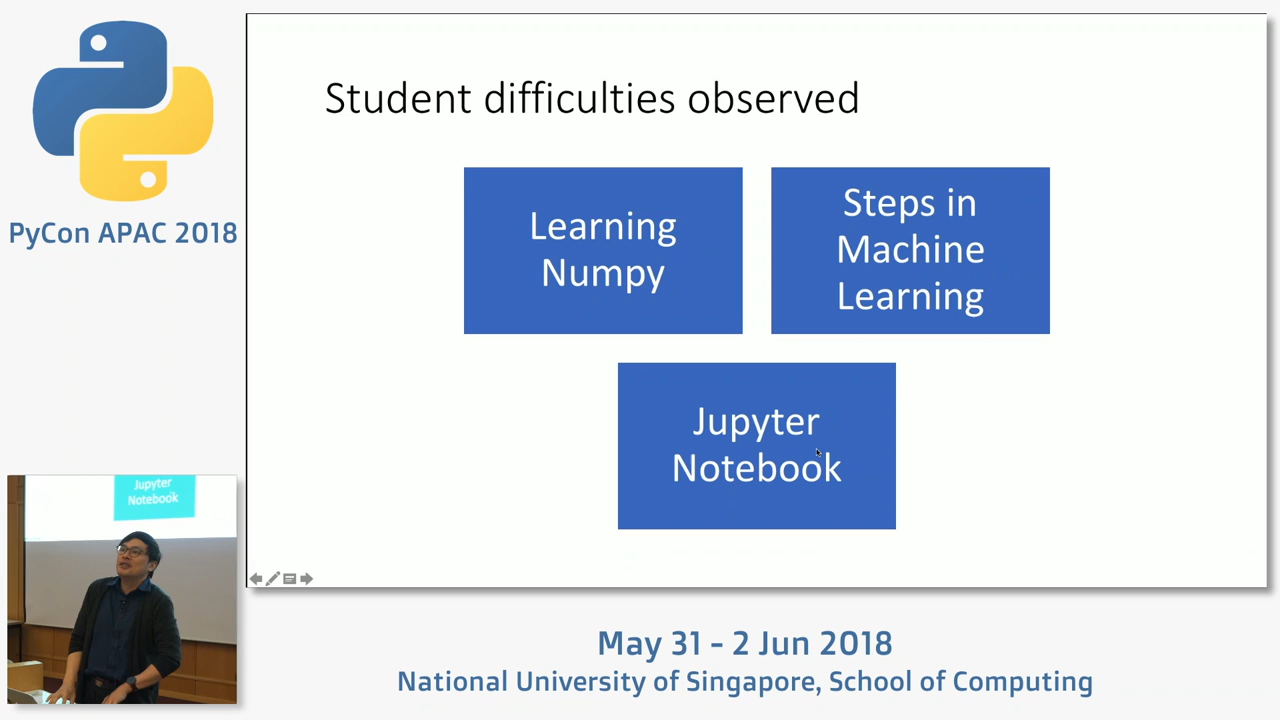 PyCon APAC 2018
Student difficulties observed
Learning
Numpy
Steps in
Machine
Learning
Jupyter
Notebook
Jupyter
Notebook
May 31 - 2 Jun 2018
National University of Singapore, School of Computing